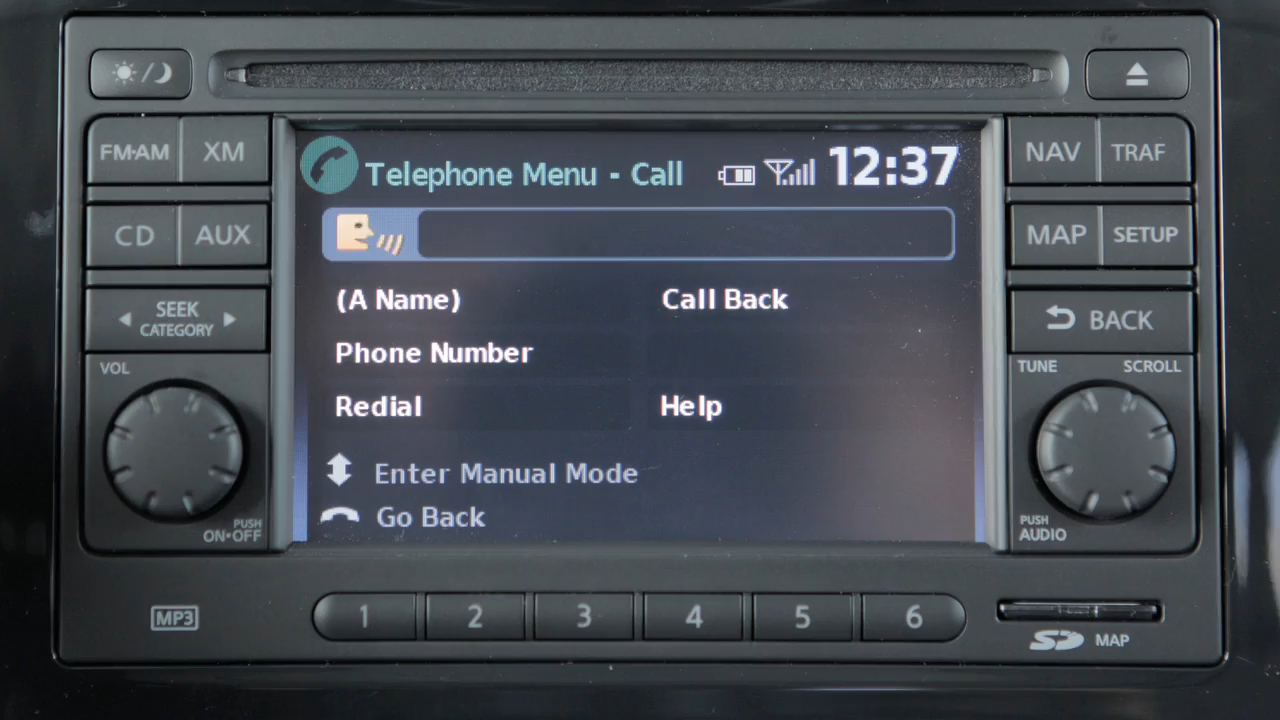 FM·AM XM
CD AUX
SEEK
CATEGORY
VOL
PUSH
ON·OFF
Telephone Menu - Call 12:37
(A Name) Call Back
Phone Number
Redial Help
Enter Manual Mode
Go Back
NAV TRAF
MAP SETUP
BACK
TUNE SCROLL
PUSH
AUDIO
MP3 1 2 3 4 5 6
SD MAP